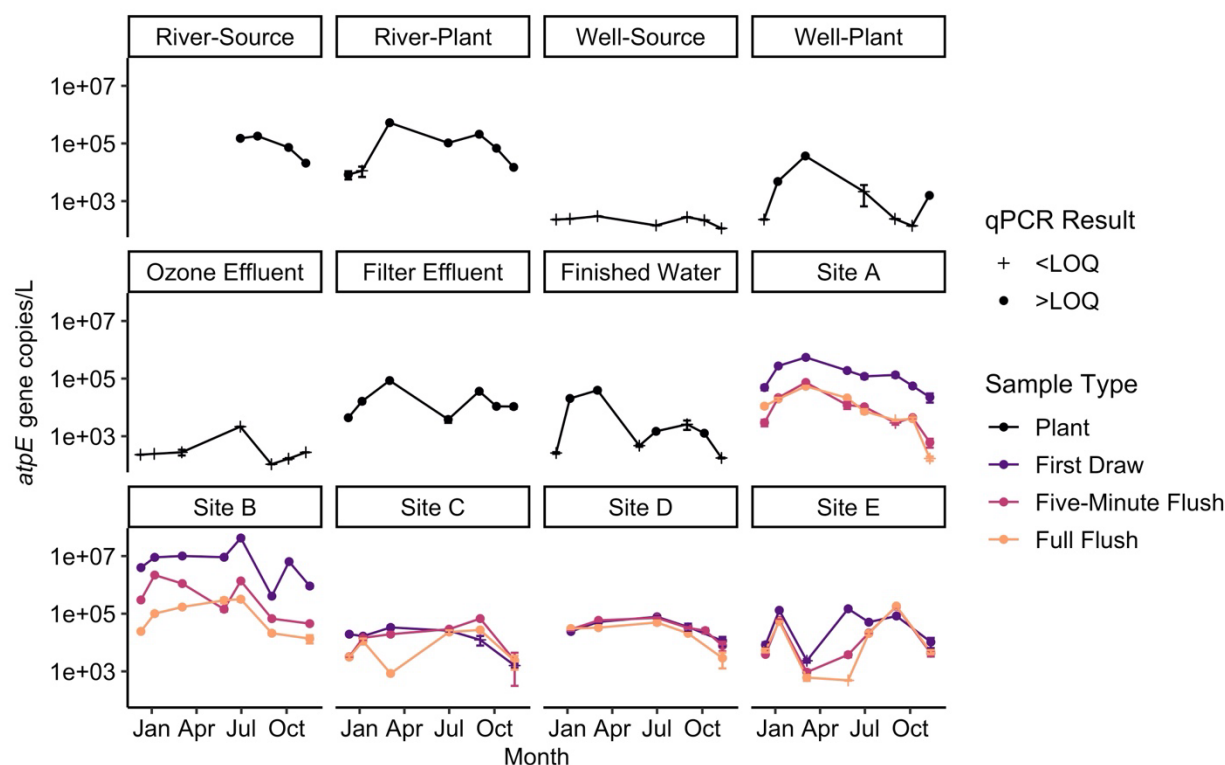 River-Source River-Plant Well-Source Well-Plant
1e+07
1e+05
1e+03
Ozone Effluent Filter Effluent Finished Water Site A
1e+07
1e+05
1e+03
Site B Site C Site D Site E
1e+07
1e+05
1e+03
Jan Apr Jul Oct Jan Apr Jul Oct Jan Apr Jul Oct Jan Apr Jul Oct
Month
atpE gene copies/L
qPCR Result
<LOQ
>LOQ
Sample Type
Plant
First Draw
Five-Minute Flush
Full Flush